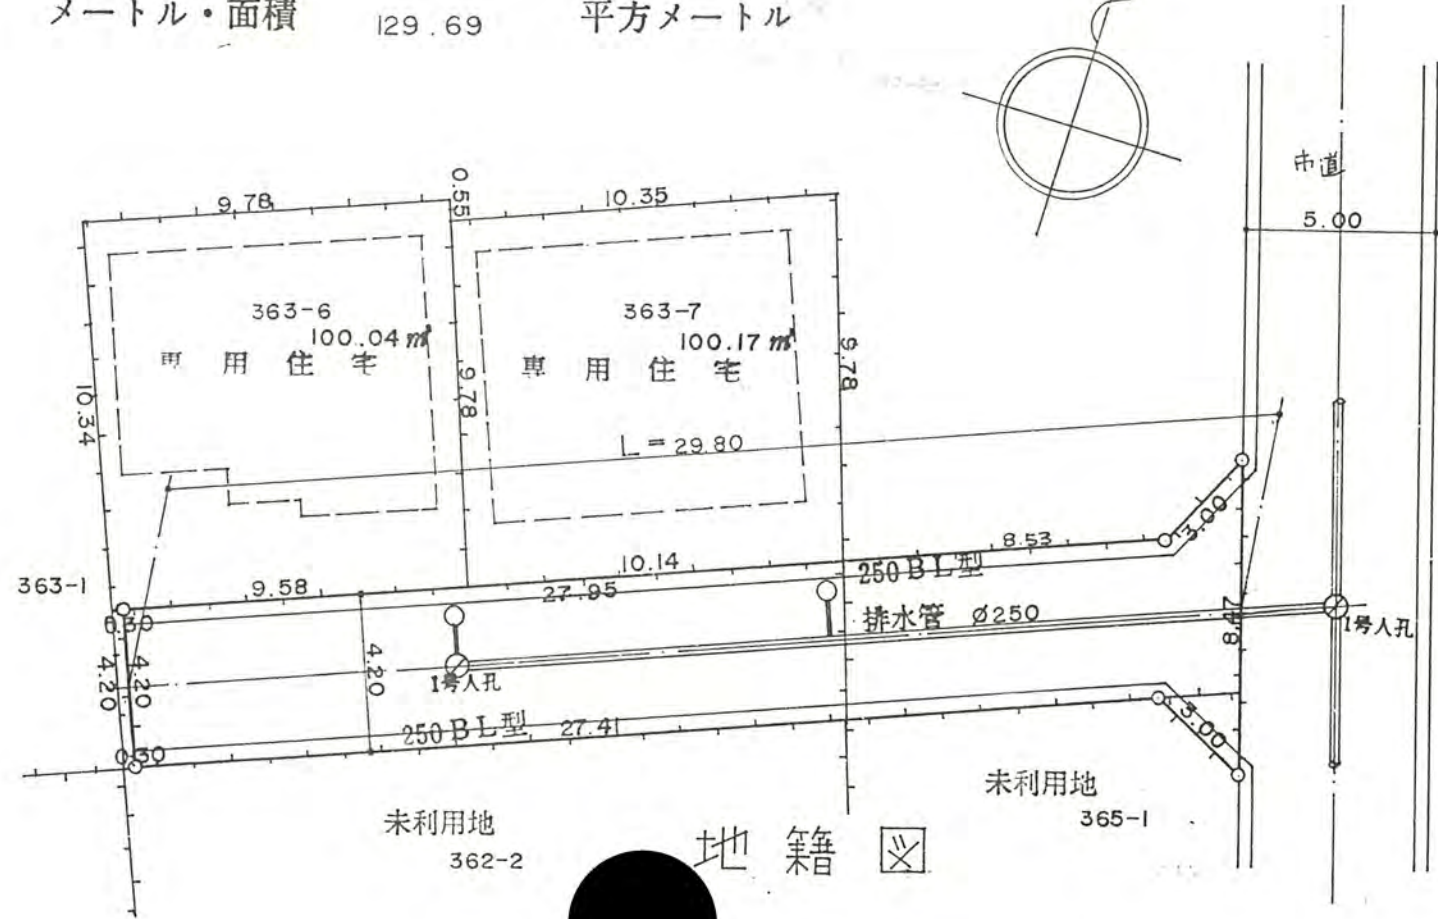 メートル・面積 129.69 平方メートル
市道
5.00
9.78
0.55
10.35
363-6
100.04㎡
専用住宅
363-7
100.17㎡
専用住宅
10.34
9.78
9.78
L=29.80
3.00
8.53
10.14
9.58
27.95
250BL型
363-1
0.30
排水管 Ø250
4.20
4.20
4.20
1号人孔
8.47
1号人孔
250BL型 27.41
0.30
3.00
未利用地
365-1
未利用地
362-2
地籍図